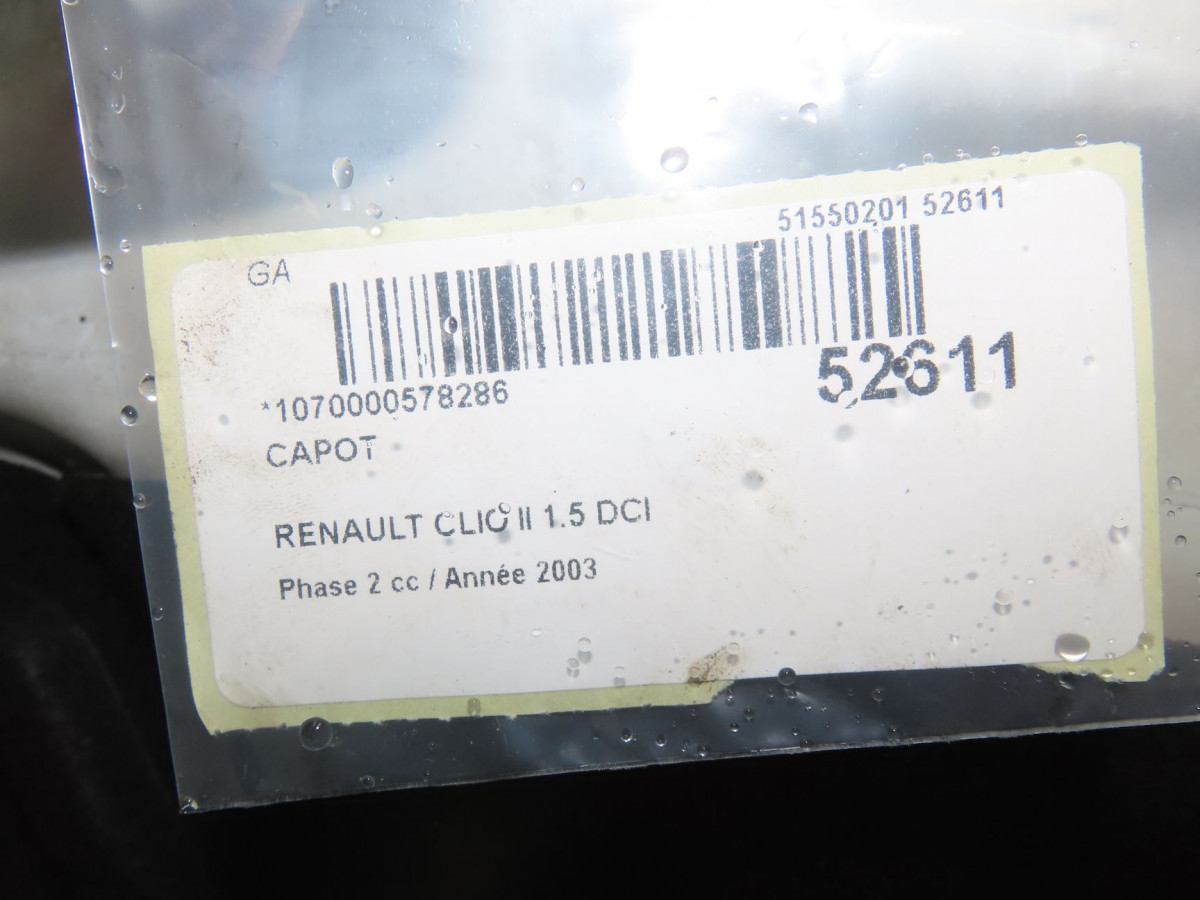 51550201 52611
GA
52611
*1070000578286
CAPOT
RENAULT CLIO II 1.5 DCI
Phase 2 cc / Année 2003